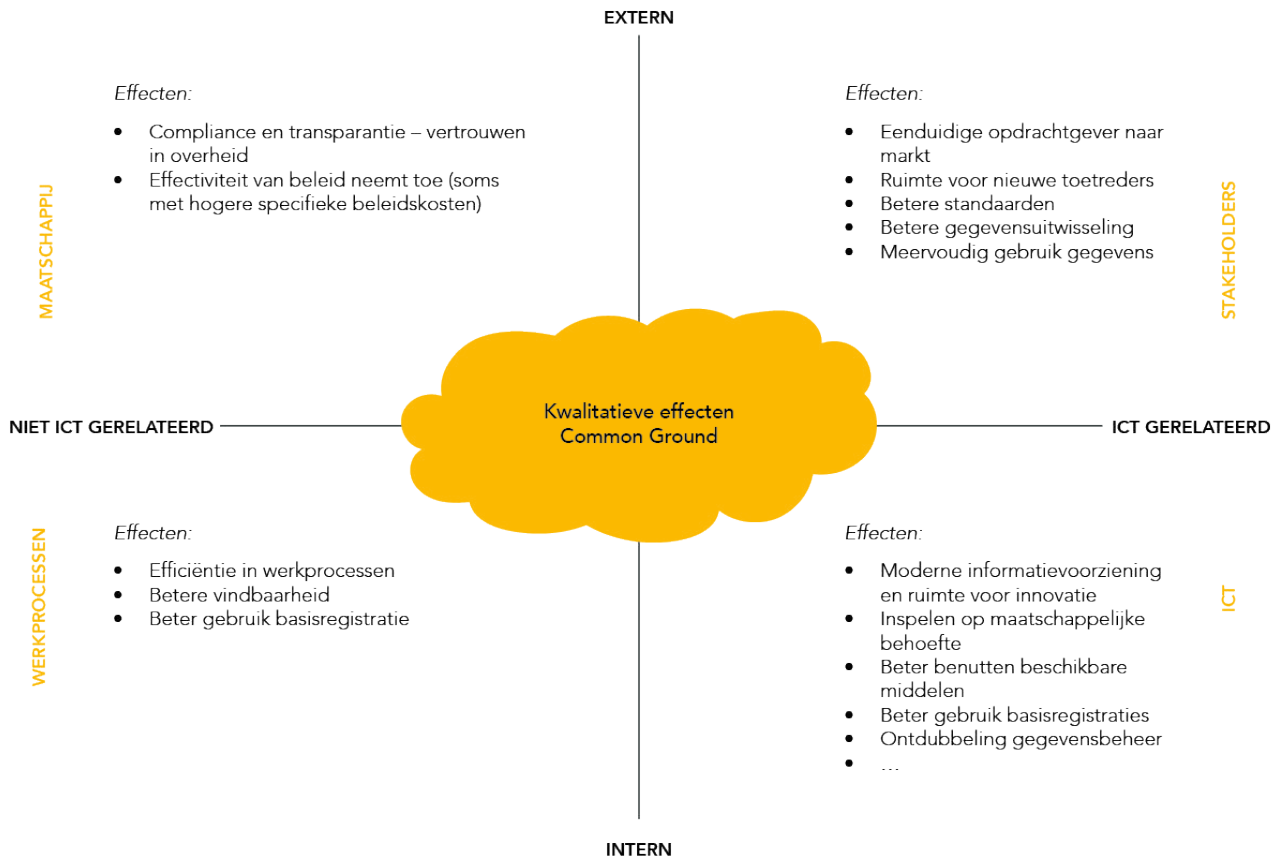 EXTERN
Effecten:
• Compliance en transparantie – vertrouwen
in overheid
• Effectiviteit van beleid neemt toe (soms
met hogere specifieke beleidskosten)
MAATSCHAPPIJ
Effecten:
• Eenduidige opdrachtgever naar
markt
• Ruimte voor nieuwe toetreders
• Betere standaarden
• Betere gegevensuitwisseling
• Meervoudig gebruik gegevens
STAKEHOLDERS
Kwalitatieve effecten
Common Ground
NIET ICT GERELATEERD
ICT GERELATEERD
Effecten:
• Efficiëntie in werkprocessen
• Betere vindbaarheid
• Beter gebruik basisregistratie
WERKPROCESSEN
Effecten:
• Moderne informatievoorziening
en ruimte voor innovatie
• Inspelen op maatschappelijke
behoefte
• Beter benutten beschikbare
middelen
• Beter gebruik basisregistraties
• Ontdubbeling gegevensbeheer
• ...
ICT
INTERN